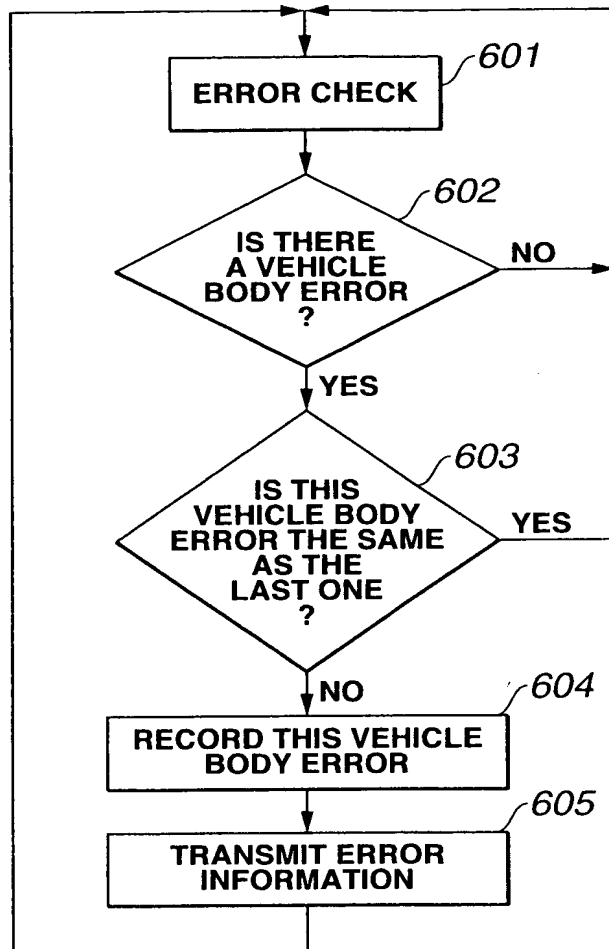 601
ERROR CHECK
602
IS THERE
A VEHICLE
BODY ERROR
?
NO
YES
603
IS THIS
VEHICLE BODY
ERROR THE SAME
AS THE
LAST ONE
?
YES
NO
604
RECORD THIS VEHICLE
BODY ERROR
605
TRANSMIT ERROR
INFORMATION